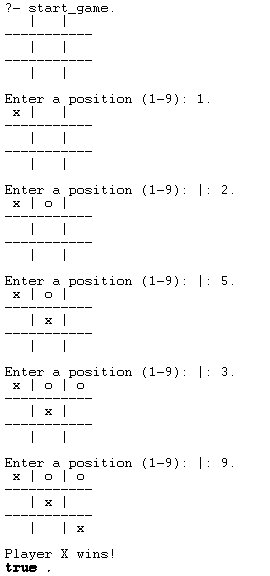 ?- start_game.
   |   |
-----------
   |   |
-----------
   |   |
Enter a position (1-9): 1.
 x |   |
-----------
   |   |
-----------
   |   |
Enter a position (1-9): |: 2.
 x | o |
-----------
   |   |
-----------
   |   |
Enter a position (1-9): |: 5.
 x | o |
-----------
   | x |
-----------
   |   |
Enter a position (1-9): |: 3.
 x | o | o
-----------
   | x |
-----------
   |   |
Enter a position (1-9): |: 9.
 x | o | o
-----------
   | x |
-----------
   |   | x
Player X wins!
true .